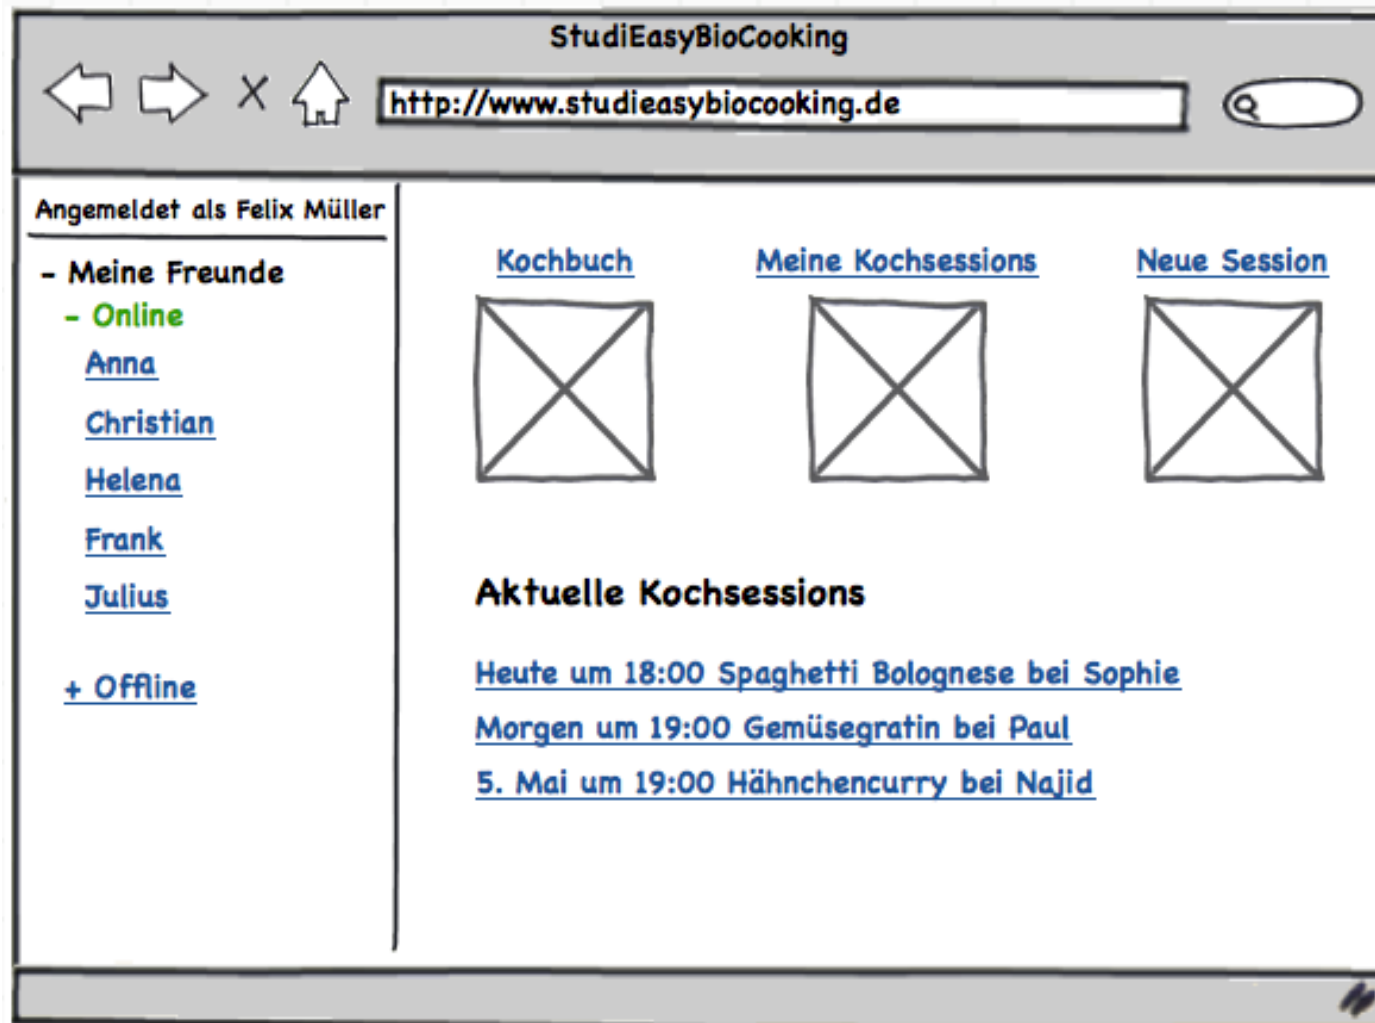 StudiEasyBioCooking
http://www.studieasybiocooking.de
Angemeldet als Felix Müller
- Meine Freunde
- Online
Anna
Christian
Helena
Frank
Julius
+ Offline
Kochbuch Meine Kochsessions Neue Session
Aktuelle Kochsessions
Heute um 18:00 Spaghetti Bolognese bei Sophie
Morgen um 19:00 Gemüsegratin bei Paul
5. Mai um 19:00 Hähnchencurry bei Najid